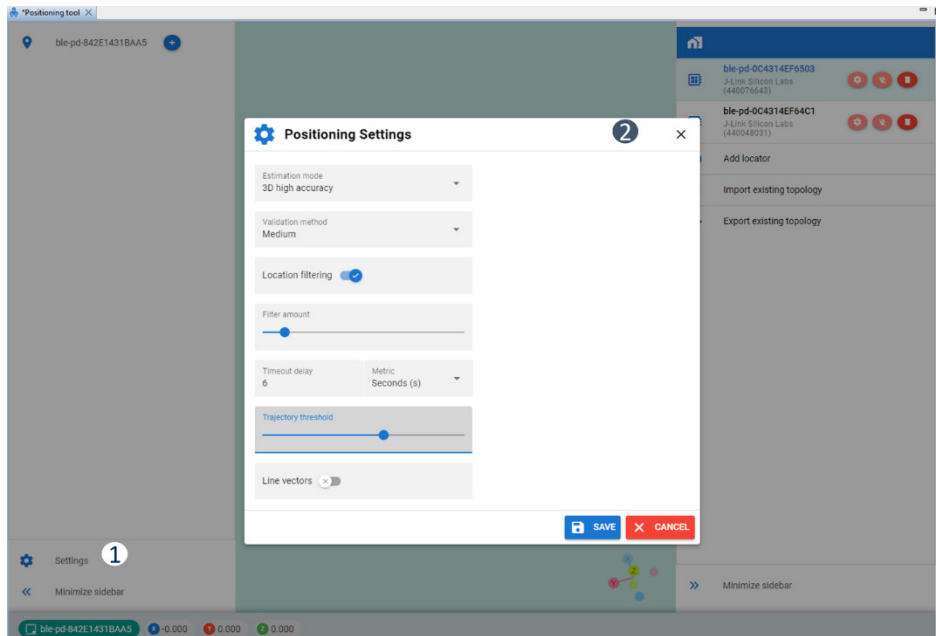 *Positioning tool
ble-pd-842E1431BAA5
ble-pd-0C4314EF6503
J-Link Silicon Labs
(440076643)
ble-pd-0C4314EF64C1
J-Link Silicon Labs
(440048031)
Add locator
Import existing topology
Export existing topology
Positioning Settings
2
Estimation mode
3D high accuracy
Validation method
Medium
Location filtering
Filter amount
Timeout delay
6
Metric
Seconds (s)
Trajectory threshold
Line vectors
SAVE
CANCEL
Settings
1
Minimize sidebar
Y
Z
Minimize sidebar
ble-pd-842E1431BAA5
X -0.000
Y 0.000
Z 0.000